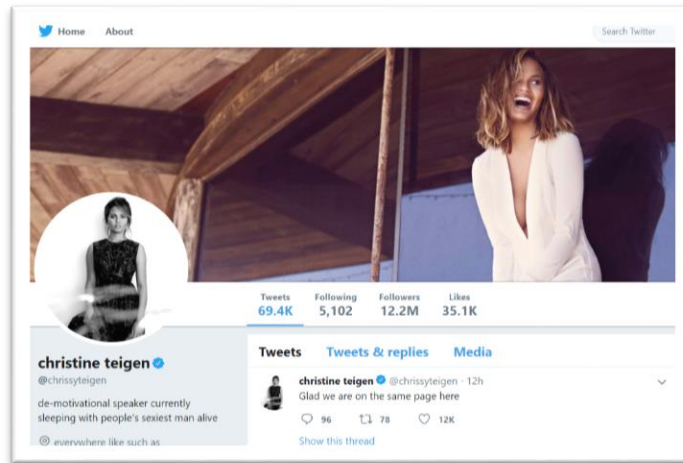 Home About
Search Twitter
Tweets Following Followers Likes
69.4K 5,102 12.2M 35.1K
christine teigen
@chrissyteigen
de-motivational speaker currently
sleeping with people's sexiest man alive
everywhere like such as
Tweets Tweets & replies Media
christine teigen @chrissyteigen · 12h
Glad we are on the same page here
96 78 12K
Show this thread